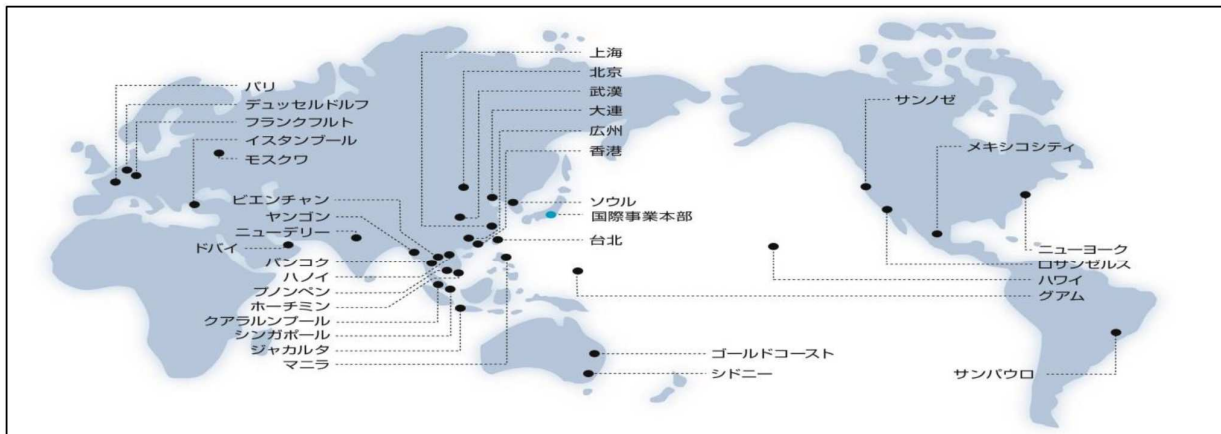 パリ
デュッセルドルフ
フランクフルト
イスタンブール
モスクワ
ビエンチャン
ヤンゴン
ニューデリー
ドバイ
バンコク
ハノイ
プノンペン
ホーチミン
クアラルンプール
シンガポール
ジャカルタ
マニラ
上海
北京
武漢
大連
広州
香港
ソウル
国際事業本部
台北
ゴールドコースト
シドニー
サンノゼ
メキシコシティ
ニューヨーク
ロサンゼルス
ハワイ
グアム
サンパウロ